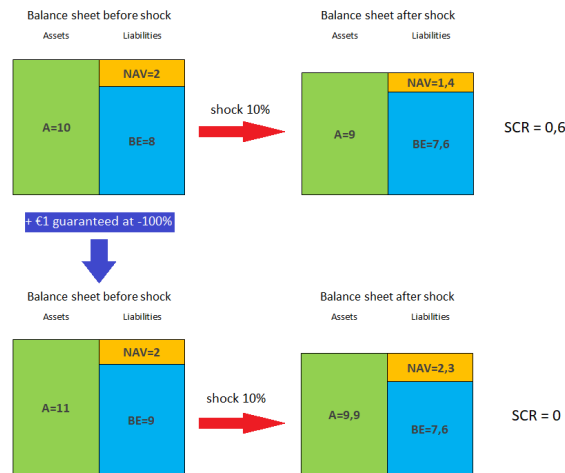 Balance sheet before shock
Assets Liabilities
NAV=2
A=10
BE=8
shock 10%
Balance sheet after shock
Assets Liabilities
NAV=1,4
A=9
BE=7,6
SCR = 0,6
+ €1 guaranteed at -100%
Balance sheet before shock
Assets Liabilities
NAV=2
A=11
BE=9
shock 10%
Balance sheet after shock
Assets Liabilities
NAV=2,3
A=9,9
BE=7,6
SCR = 0